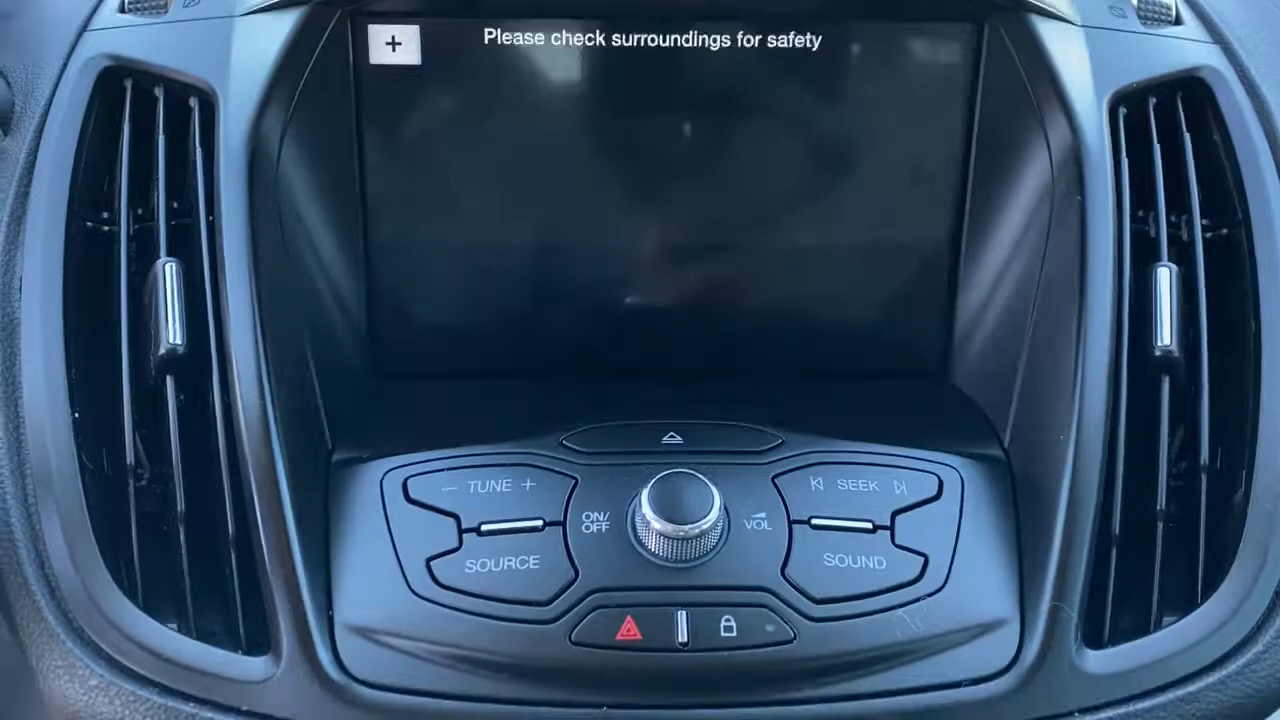 + Please check surroundings for safety
– TUNE +
SEEK
ON/
OFF
VOL
SOURCE
SOUND